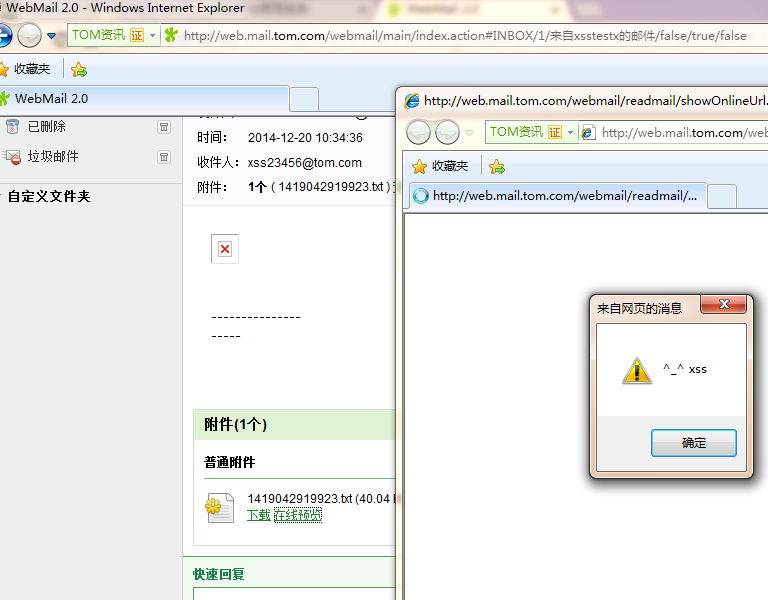 WebMail 2.0 - Windows Internet Explorer
TOM资讯 证 http://web.mail.tom.com/webmail/main/index.action#INBOX/1/来自xsstestx的邮件/false/true/false
收藏夹
WebMail 2.0
已删除
垃圾邮件
自定义文件夹
时间： 2014-12-20 10:34:36
收件人： xss23456@tom.com
附件： 1个 ( 1419042919923.txt )
---------------
-----
附件(1个)
普通附件
1419042919923.txt (40.04
下载 在线预览
快速回复
http://web.mail.tom.com/webmail/readmail/showOnlineUrl.
TOM资讯 证 http://web.mail.tom.com/web
收藏夹
http://web.mail.tom.com/webmail/readmail/...
来自网页的消息
^_^ xss
确定